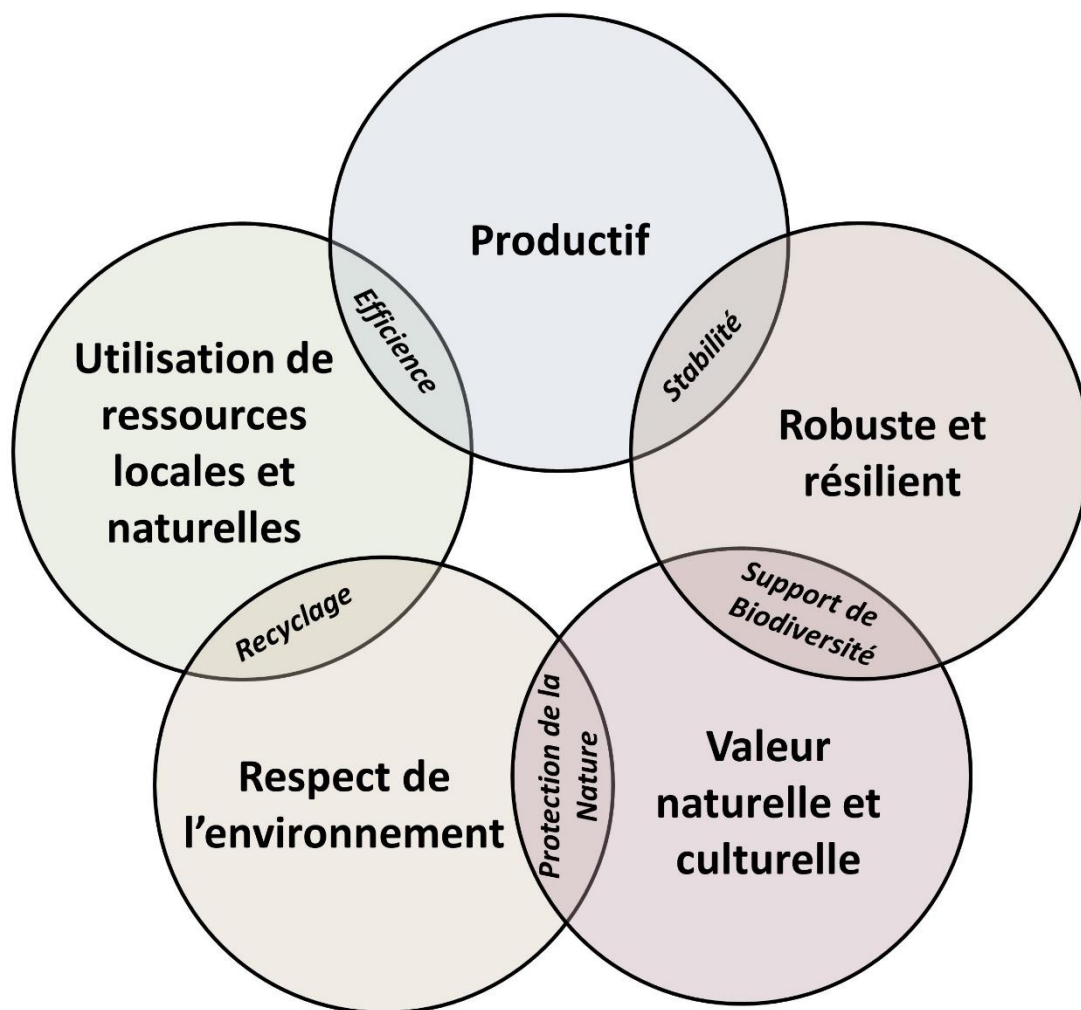 Productif
Efficience
Stabilité
Utilisation de
ressources
locales et
naturelles
Robuste et
résilient
Recyclage
Support de
Biodiversité
Respect de
l’environnement
Protection de la
Nature
Valeur
naturelle et
culturelle